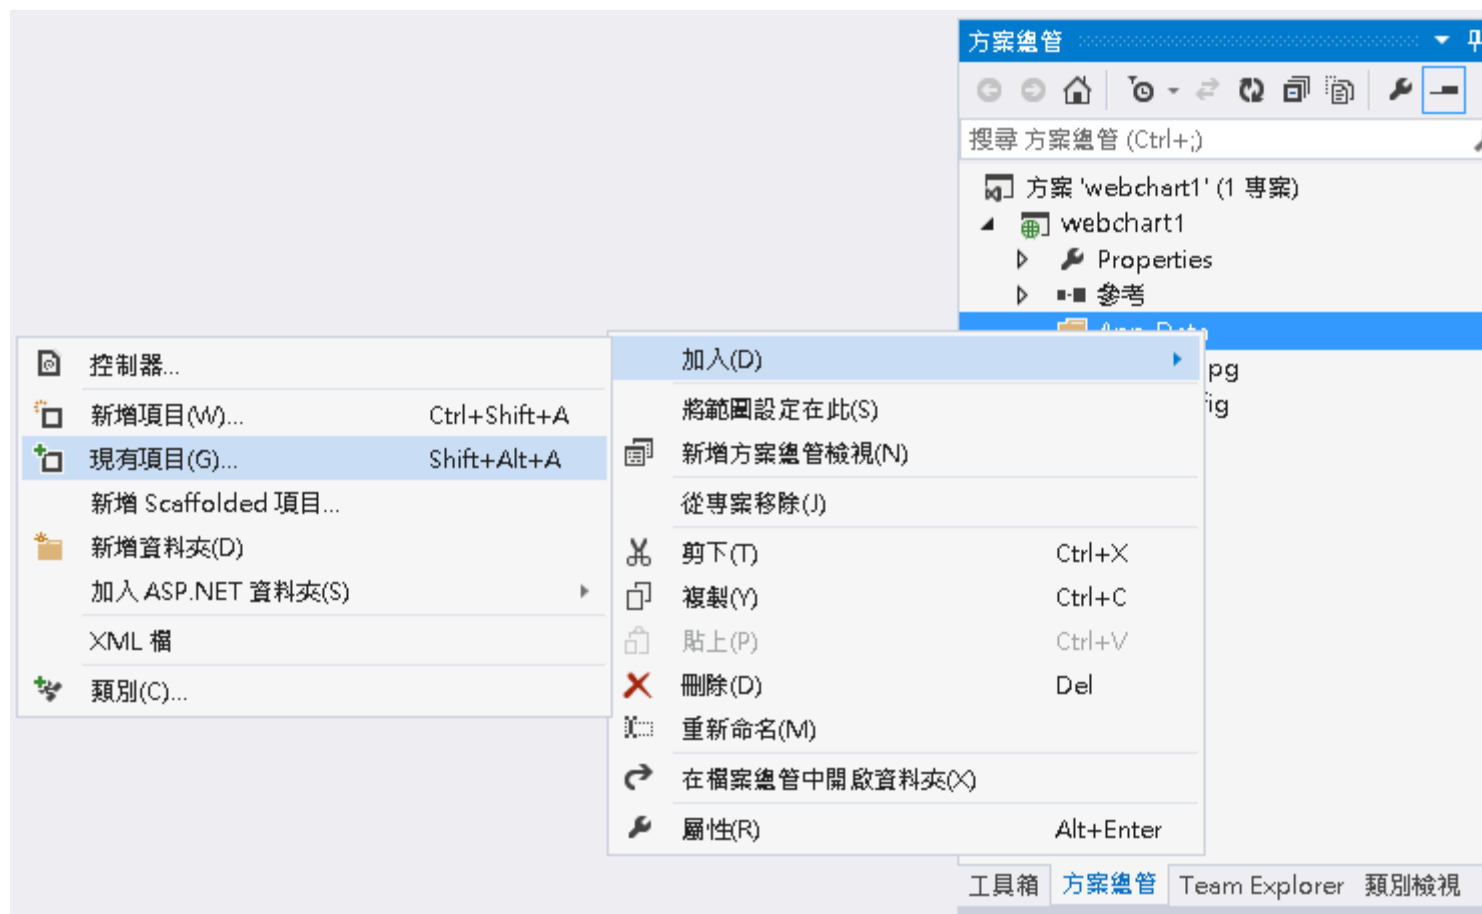 方案總管
搜尋 方案總管 (Ctrl+;)
方案 'webchart1' (1 專案)
webchart1
Properties
參考
App_Data
pg
ig
加入(D)
將範圍設定在此(S)
新增方案總管檢視(N)
從專案移除(J)
剪下(T) Ctrl+X
複製(Y) Ctrl+C
貼上(P) Ctrl+V
刪除(D) Del
重新命名(M)
在檔案總管中開啟資料夾(X)
屬性(R) Alt+Enter
控制器...
新增項目(W)... Ctrl+Shift+A
現有項目(G)... Shift+Alt+A
新增 Scaffolded 項目...
新增資料夾(D)
加入 ASP.NET 資料夾(S)
XML 檔
類別(C)...
工具箱 方案總管 Team Explorer 類別檢視